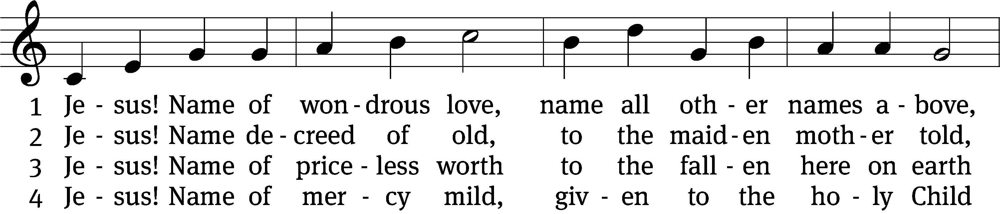 1 Je - sus! Name of won - drous love, name all oth - er names a - bove,
2 Je - sus! Name de - creed of old, to the maid - en moth - er told,
3 Je - sus! Name of price - less worth to the fall - en here on earth
4 Je - sus! Name of mer - cy mild, giv - en to the ho - ly Child